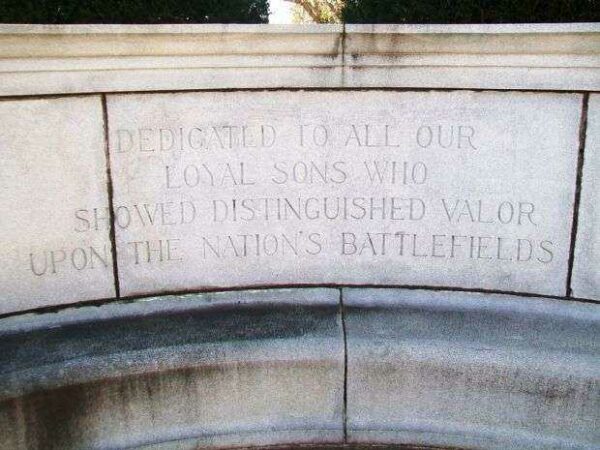 DEDICATED TO ALL OUR
LOYAL SONS WHO
SHOWED DISTINGUISHED VALOR
UPON THE NATION'S BATTLEFIELDS